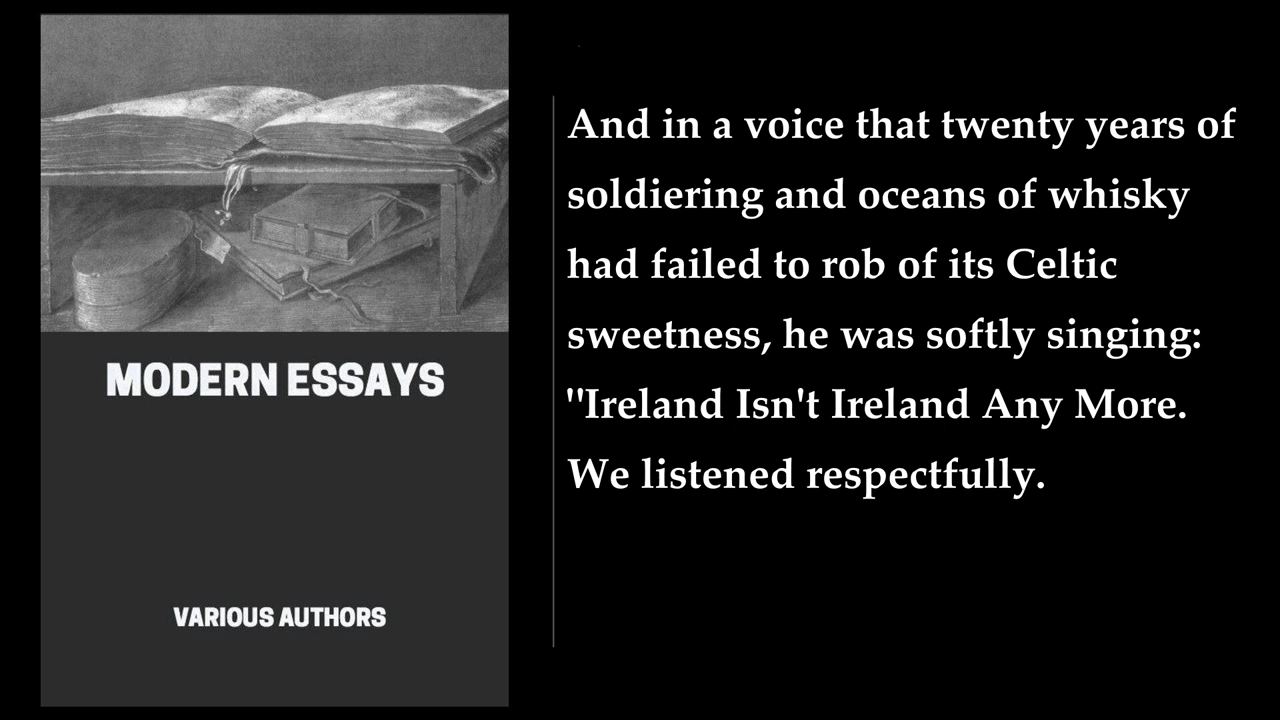 MODERN ESSAYS
VARIOUS AUTHORS
And in a voice that twenty years of
soldiering and oceans of whisky
had failed to rob of its Celtic
sweetness, he was softly singing:
"Ireland Isn't Ireland Any More.
We listened respectfully.